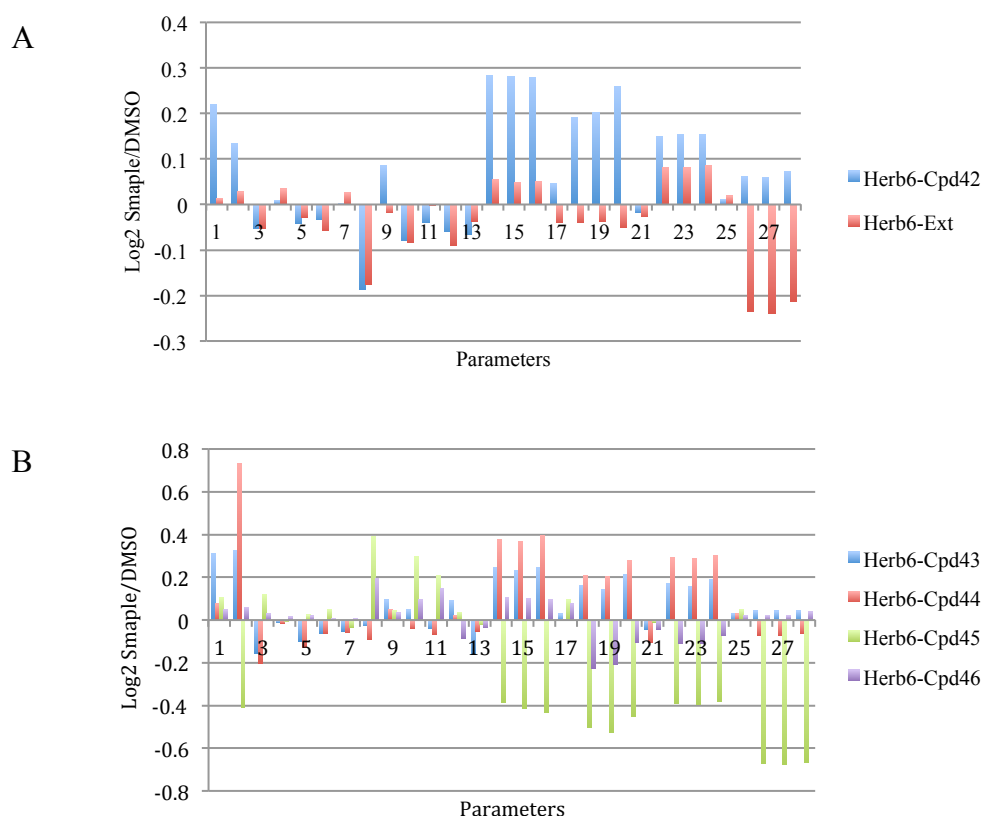 A
0.4
0.3
0.2
0.1
0
-0.1
-0.2
-0.3
Log2 Smaple/DMSO
1 3 5 7 9 11 13 15 17 19 21 23 25 27
Parameters
Herb6-Cpd42
Herb6-Ext
B
0.8
0.6
0.4
0.2
0
-0.2
-0.4
-0.6
-0.8
Log2 Smaple/DMSO
1 3 5 7 9 11 13 15 17 19 21 23 25 27
Parameters
Herb6-Cpd43
Herb6-Cpd44
Herb6-Cpd45
Herb6-Cpd46